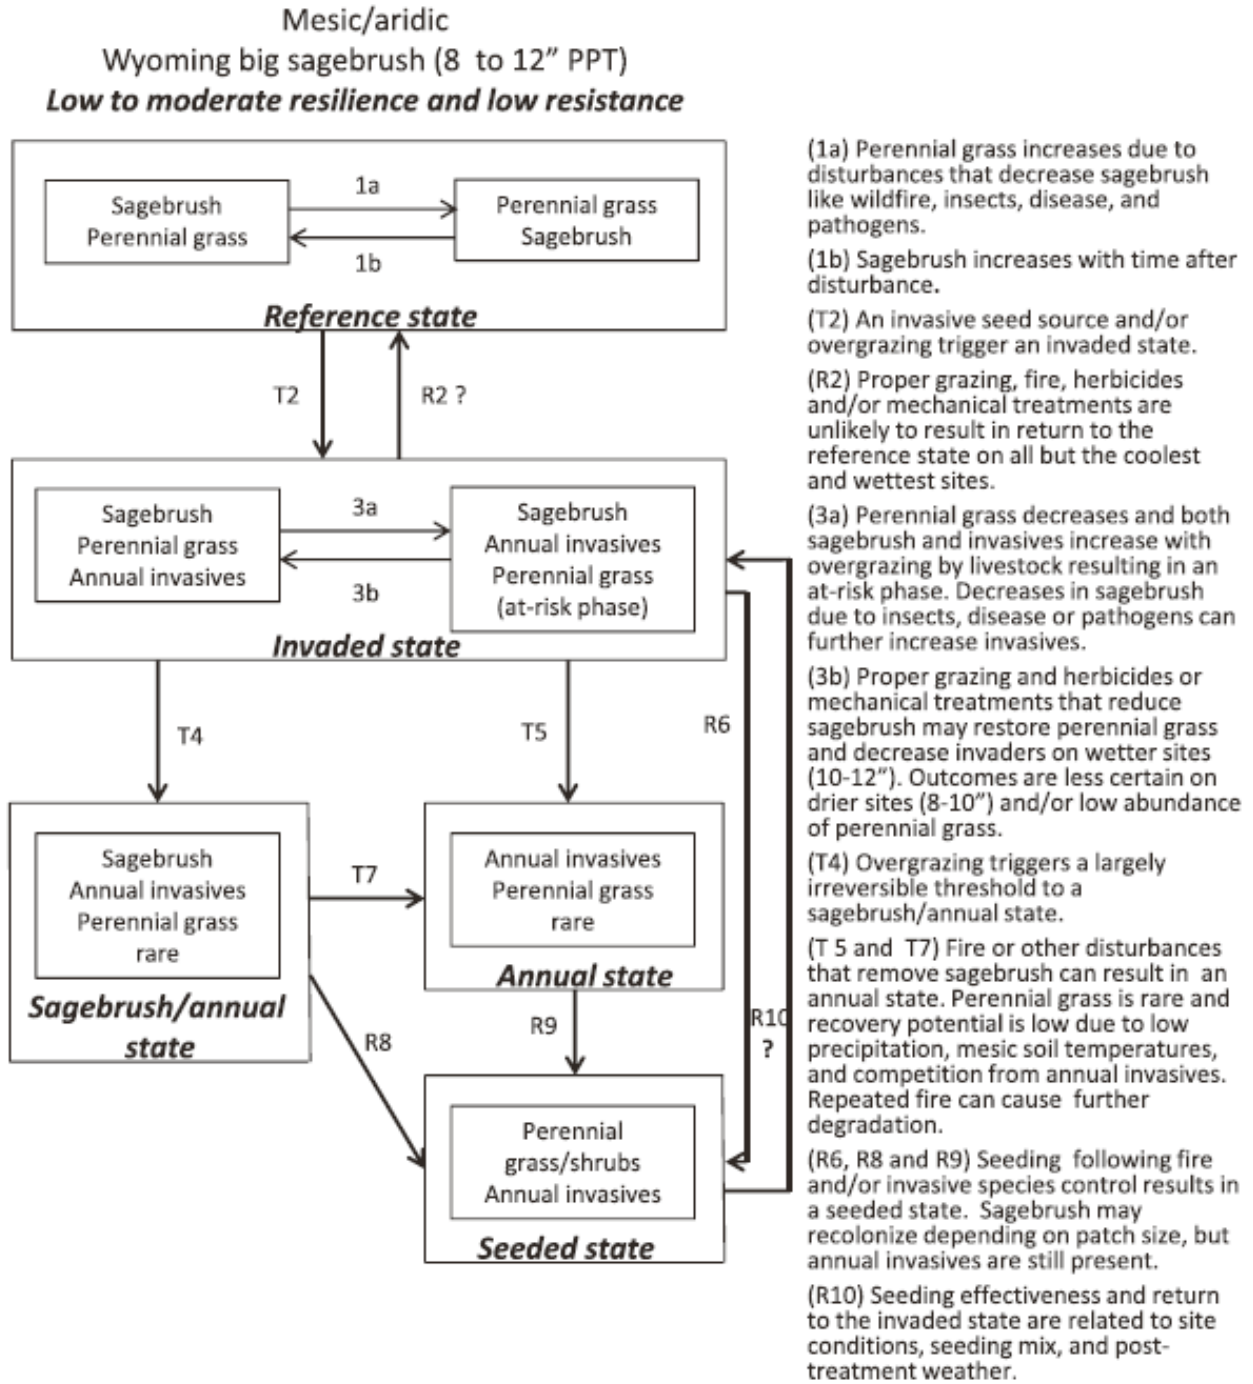 Mesic/aridic
Wyoming big sagebrush (8 to 12” PPT)
Low to moderate resilience and low resistance
Sagebrush
Perennial grass
1a
1b
Perennial grass
Sagebrush
Reference state
T2
R2 ?
Sagebrush
Perennial grass
Annual invasives
3a
3b
Sagebrush
Annual invasives
Perennial grass
(at-risk phase)
Invaded state
T4
T5
R6
Sagebrush
Annual invasives
Perennial grass
rare
Sagebrush/annual
state
T7
Annual invasives
Perennial grass
rare
Annual state
R8
R9
R10
?
Perennial
grass/shrubs
Annual invasives
Seeded state
(1a) Perennial grass increases due to
disturbances that decrease sagebrush
like wildfire, insects, disease, and
pathogens.
(1b) Sagebrush increases with time after
disturbance.
(T2) An invasive seed source and/or
overgrazing trigger an invaded state.
(R2) Proper grazing, fire, herbicides
and/or mechanical treatments are
unlikely to result in return to the
reference state on all but the coolest
and wettest sites.
(3a) Perennial grass decreases and both
sagebrush and invasives increase with
overgrazing by livestock resulting in an
at-risk phase. Decreases in sagebrush
due to insects, disease or pathogens can
further increase invasives.
(3b) Proper grazing and herbicides or
mechanical treatments that reduce
sagebrush may restore perennial grass
and decrease invaders on wetter sites
(10-12”). Outcomes are less certain on
drier sites (8-10”) and/or low abundance
of perennial grass.
(T4) Overgrazing triggers a largely
irreversible threshold to a
sagebrush/annual state.
(T 5 and T7) Fire or other disturbances
that remove sagebrush can result in an
annual state. Perennial grass is rare and
recovery potential is low due to low
precipitation, mesic soil temperatures,
and competition from annual invasives.
Repeated fire can cause further
degradation.
(R6, R8 and R9) Seeding following fire
and/or invasive species control results in
a seeded state. Sagebrush may
recolonize depending on patch size, but
annual invasives are still present.
(R10) Seeding effectiveness and return
to the invaded state are related to site
conditions, seeding mix, and post-
treatment weather.